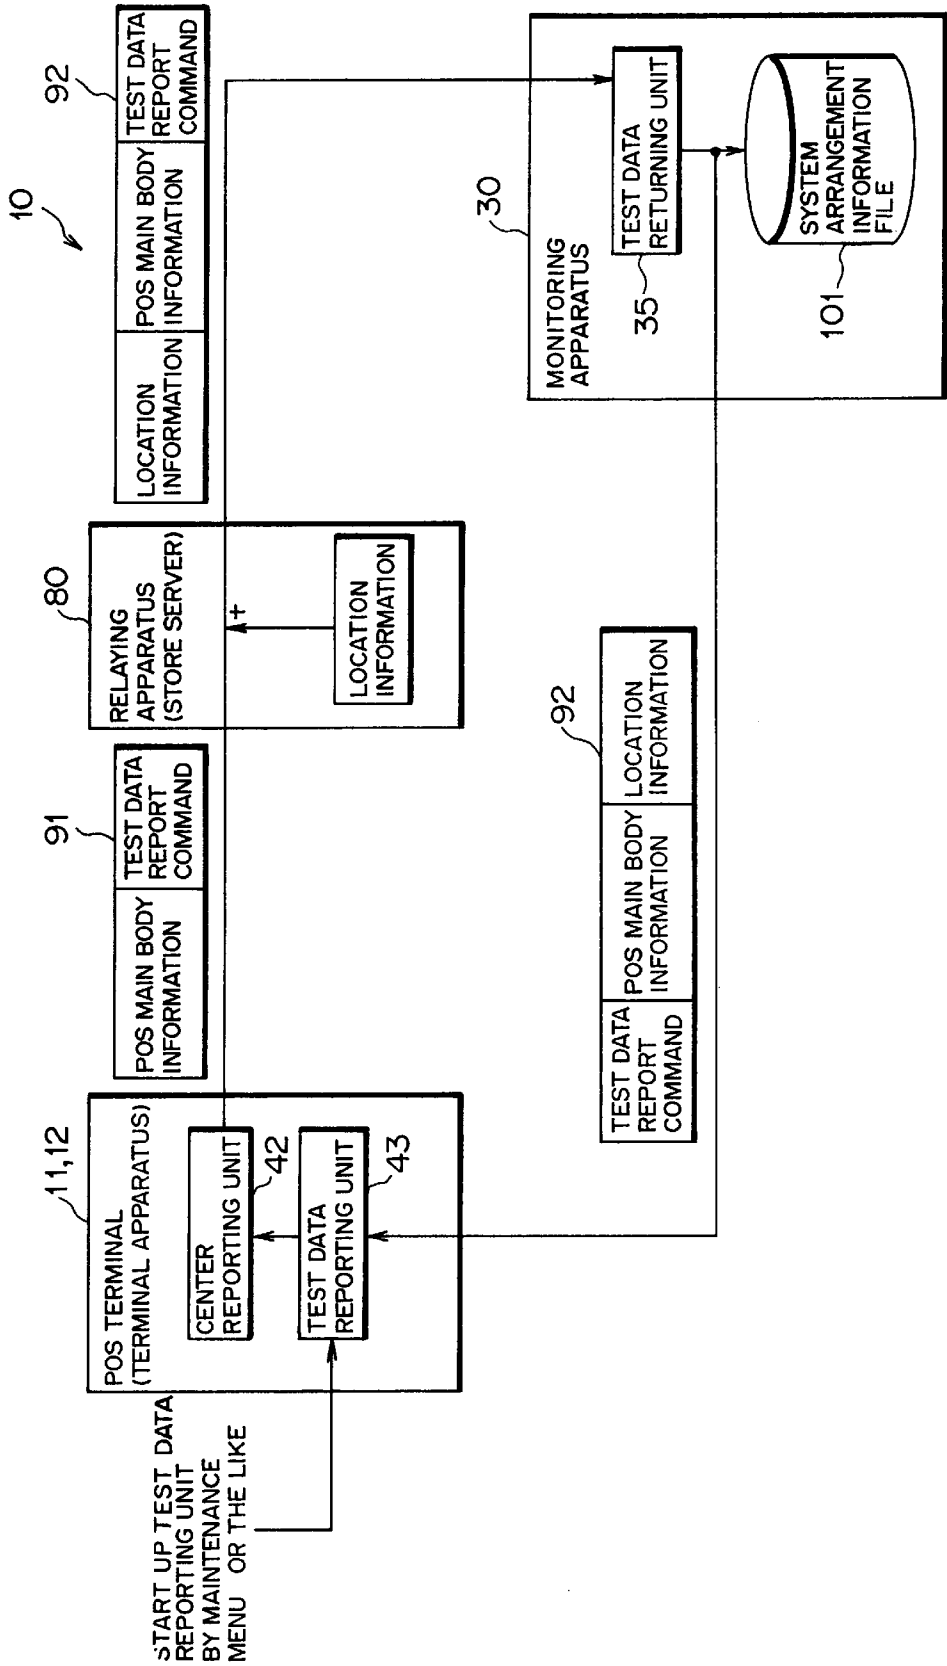 START UP TEST DATA
REPORTING UNIT
BY MAINTENANCE
MENU OR THE LIKE
11,12
POS TERMINAL
(TERMINAL APPARATUS)
CENTER
REPORTING UNIT
42
TEST DATA
REPORTING UNIT
43
91
POS MAIN BODY
INFORMATION
TEST DATA
REPORT
COMMAND
80
RELAYING
APPARATUS
(STORE SERVER)
+
LOCATION
INFORMATION
10
92
LOCATION
INFORMATION
POS MAIN BODY
INFORMATION
TEST DATA
REPORT
COMMAND
92
TEST DATA
REPORT
COMMAND
POS MAIN BODY
INFORMATION
LOCATION
INFORMATION
30
MONITORING
APPARATUS
35
TEST DATA
RETURNING UNIT
101
SYSTEM
ARRANGEMENT
INFORMATION
FILE